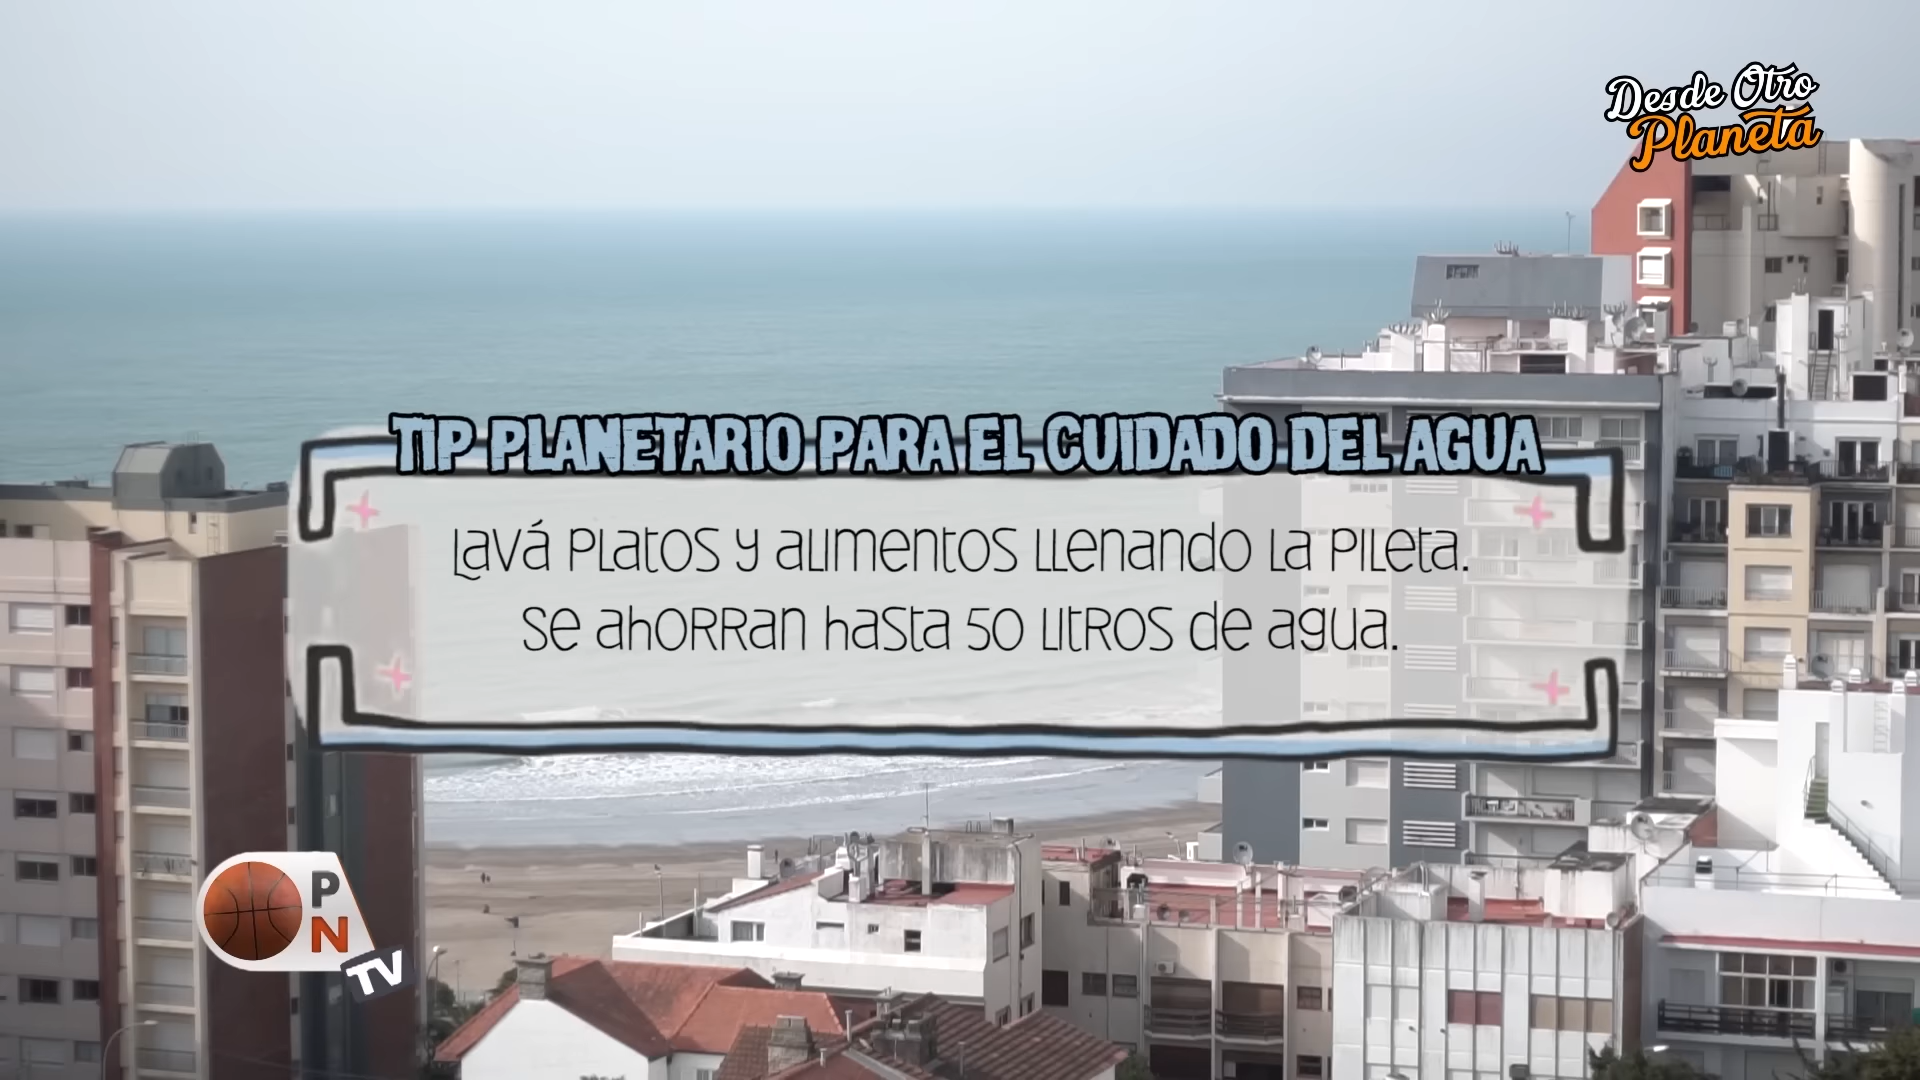 Desde Otro
Planeta
TIP PLANETARIO PARA EL CUIDADO DEL AGUA
Lavá platos y alimentos llenando la pileta.
Se ahorran hasta 50 litros de agua.
PN
TV